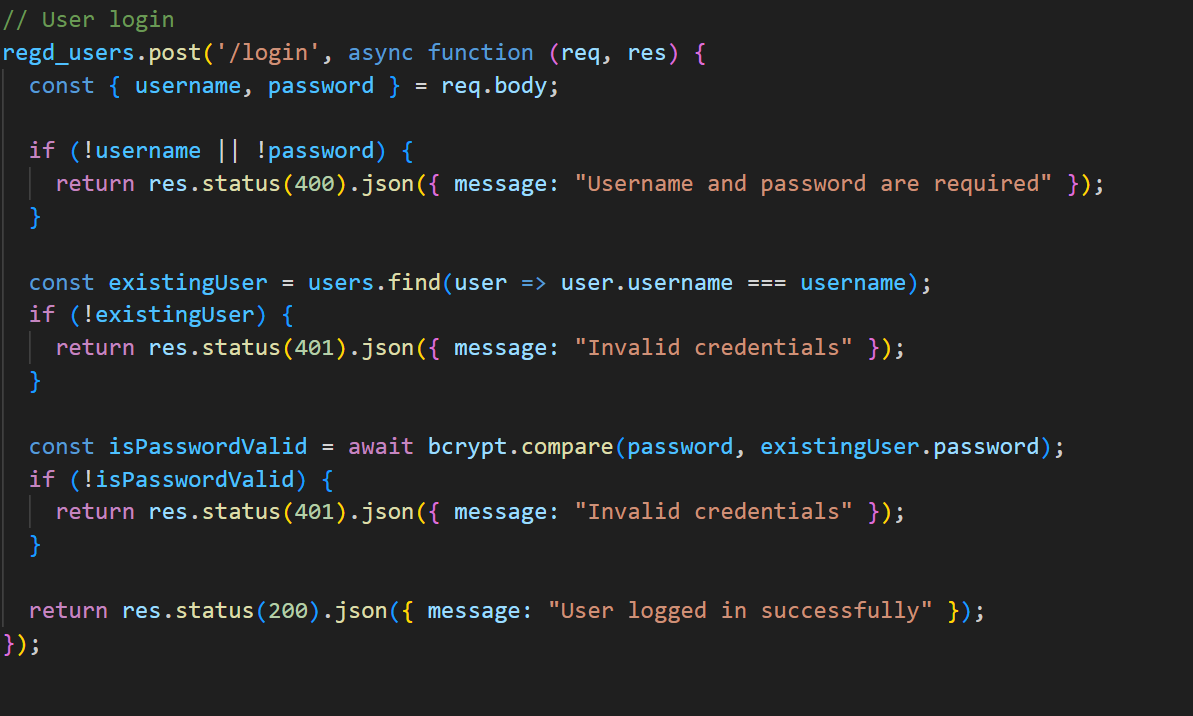 // User login
regd_users.post('/login', async function (req, res) {
  const { username, password } = req.body;

  if (!username || !password) {
    return res.status(400).json({ message: "Username and password are required" });
  }

  const existingUser = users.find(user => user.username === username);
  if (!existingUser) {
    return res.status(401).json({ message: "Invalid credentials" });
  }

  const isPasswordValid = await bcrypt.compare(password, existingUser.password);
  if (!isPasswordValid) {
    return res.status(401).json({ message: "Invalid credentials" });
  }

  return res.status(200).json({ message: "User logged in successfully" });
});